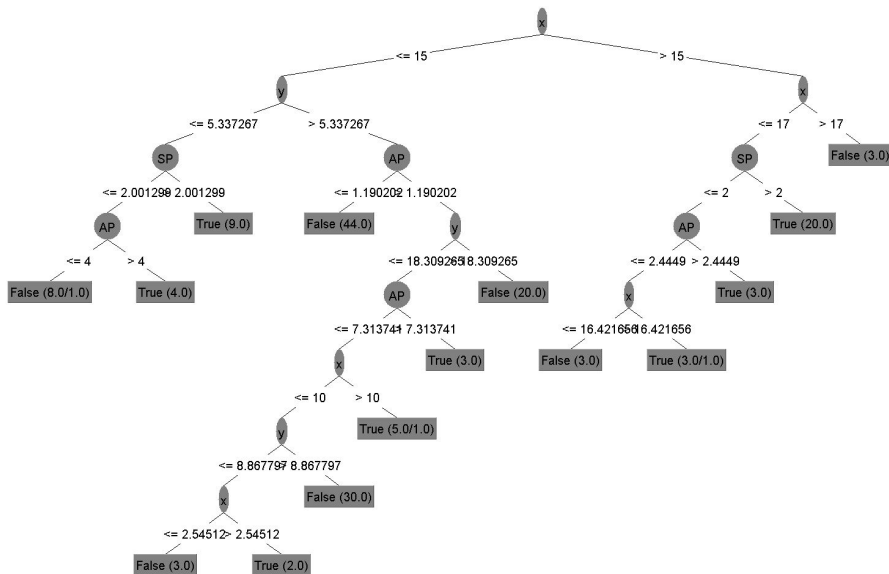 x
<= 15 > 15
y x
<= 5.337267 > 5.337267 <= 17 > 17
SP AP SP False (3.0)
<= 2.001299 > 2.001299 <= 1.190202 > 1.190202 <= 2 > 2
AP True (9.0) False (44.0) y AP True (20.0)
<= 4 > 4 <= 18.309265 > 18.309265 <= 2.4449 > 2.4449
False (8.0/1.0) True (4.0) AP False (20.0) x True (3.0)
<= 7.313741 > 7.313741 <= 16.421656 > 16.421656
x True (3.0) False (3.0) True (3.0/1.0)
<= 10 > 10
y True (5.0/1.0)
<= 8.867797 > 8.867797
x False (30.0)
<= 2.54512 > 2.54512
False (3.0) True (2.0)